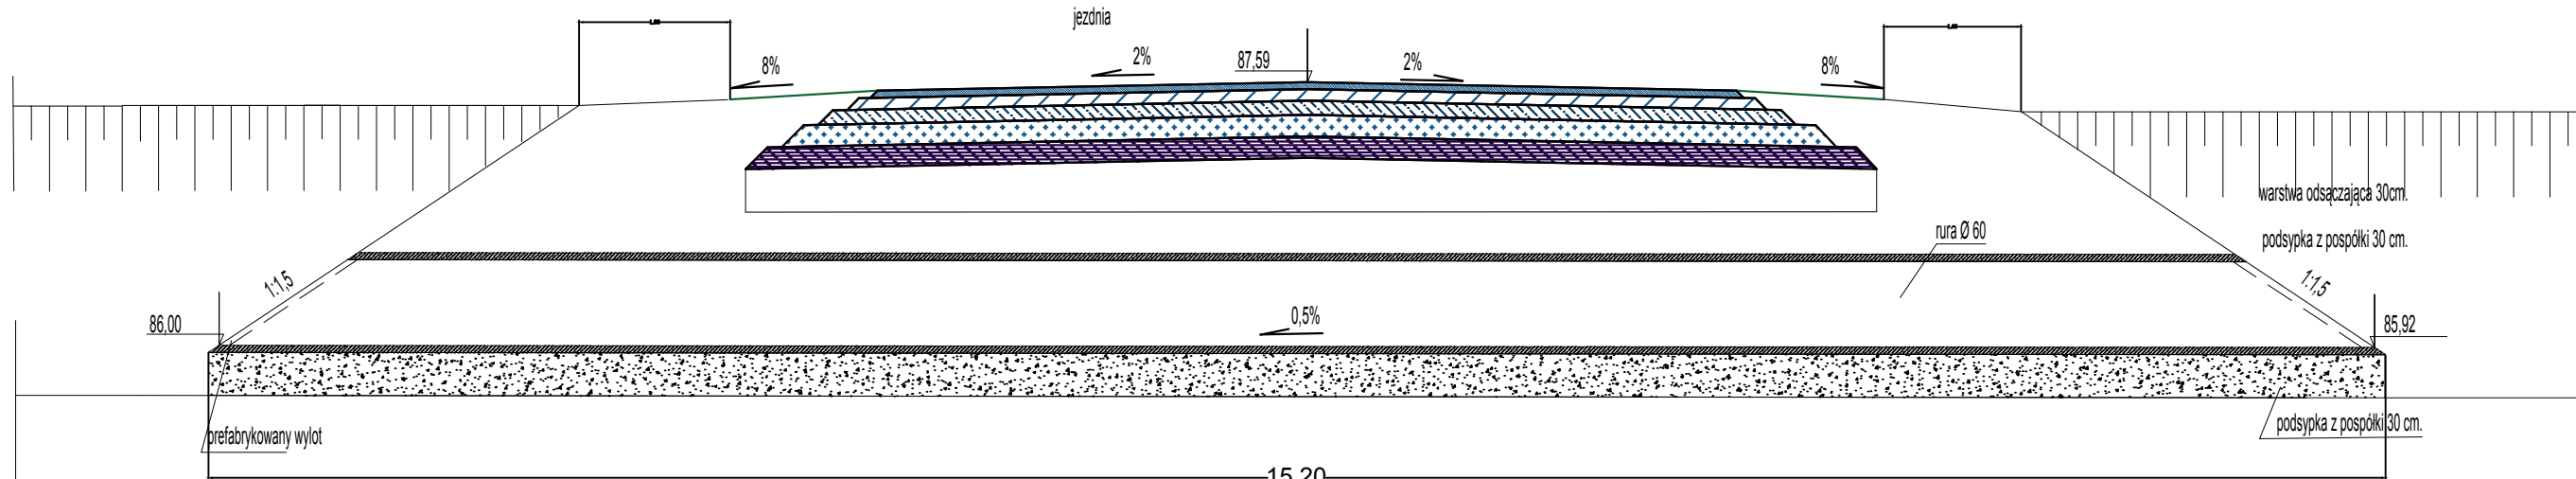 jezdnia
8%
2%
87,59
2%
8%
warstwa odsączająca 30cm.
rura Ø 60
podsypka z pospółki 30 cm.
1:1,5
1:1,5
86,00
0,5%
85,92
prefabrykowany wylot
podsypka z pospółki 30 cm.
15,20